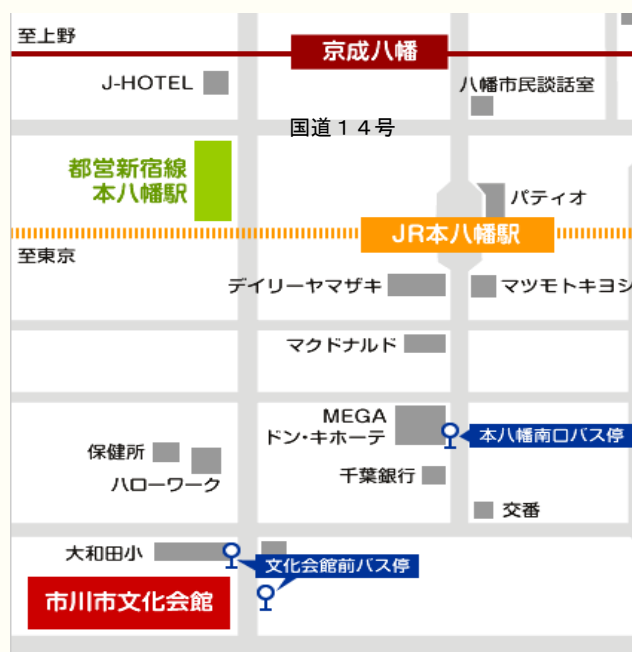 至上野
京成八幡
J-HOTEL
八幡市民談話室
国道１４号
都営新宿線
本八幡駅
パティオ
JR本八幡駅
至東京
デイリーヤマザキ
マツモトキヨシ
マクドナルド
MEGA
ドン・キホーテ
本八幡南口バス停
保健所
千葉銀行
ハローワーク
交番
大和田小
文化会館前バス停
市川市文化会館